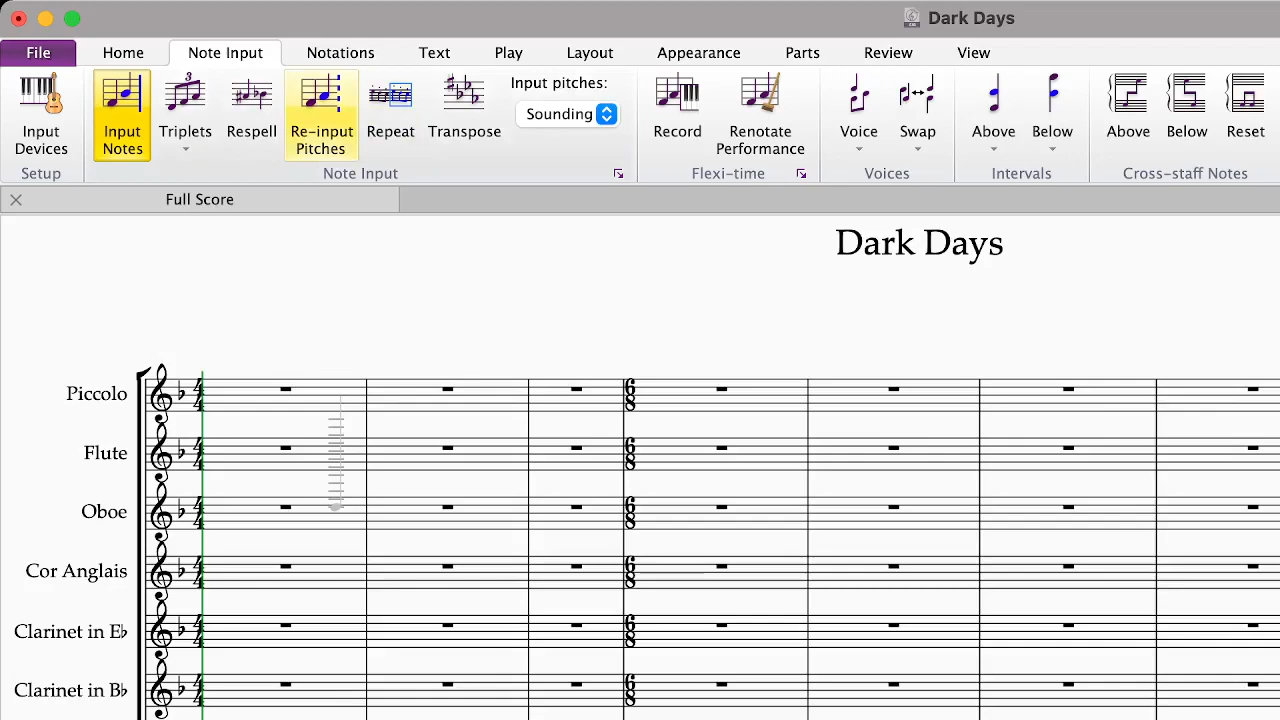 Dark Days
File Home Note Input Notations Text Play Layout Appearance Parts Review View
Input Devices
Input Notes
Triplets
Respell
Re-input Pitches
Repeat
Transpose
Input pitches:
Sounding
Record
Renotate Performance
Voice
Swap
Above
Below
Above
Below
Reset
Setup
Note Input
Flexi-time
Voices
Intervals
Cross-staff Notes
Full Score
Dark Days
Piccolo
Flute
Oboe
Cor Anglais
Clarinet in E♭
Clarinet in B♭